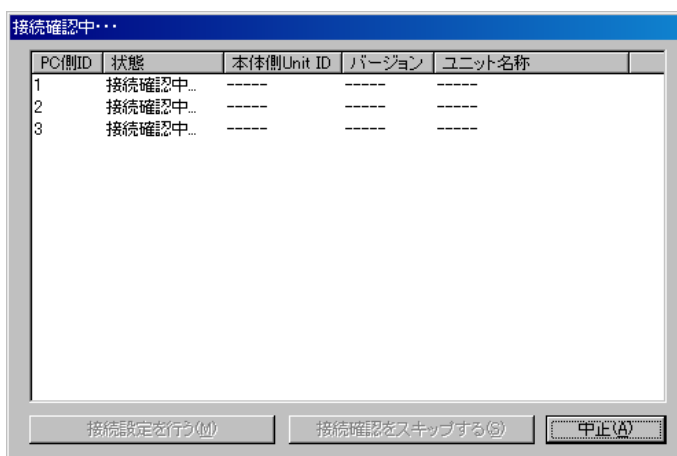 接続確認中・・・
PC側ID 状態 本体側Unit ID バージョン ユニット名称
1 接続確認中... ----- ----- -----
2 接続確認中... ----- ----- -----
3 接続確認中... ----- ----- -----
接続設定を行う(M) 接続確認をスキップする(S) 中止(A)